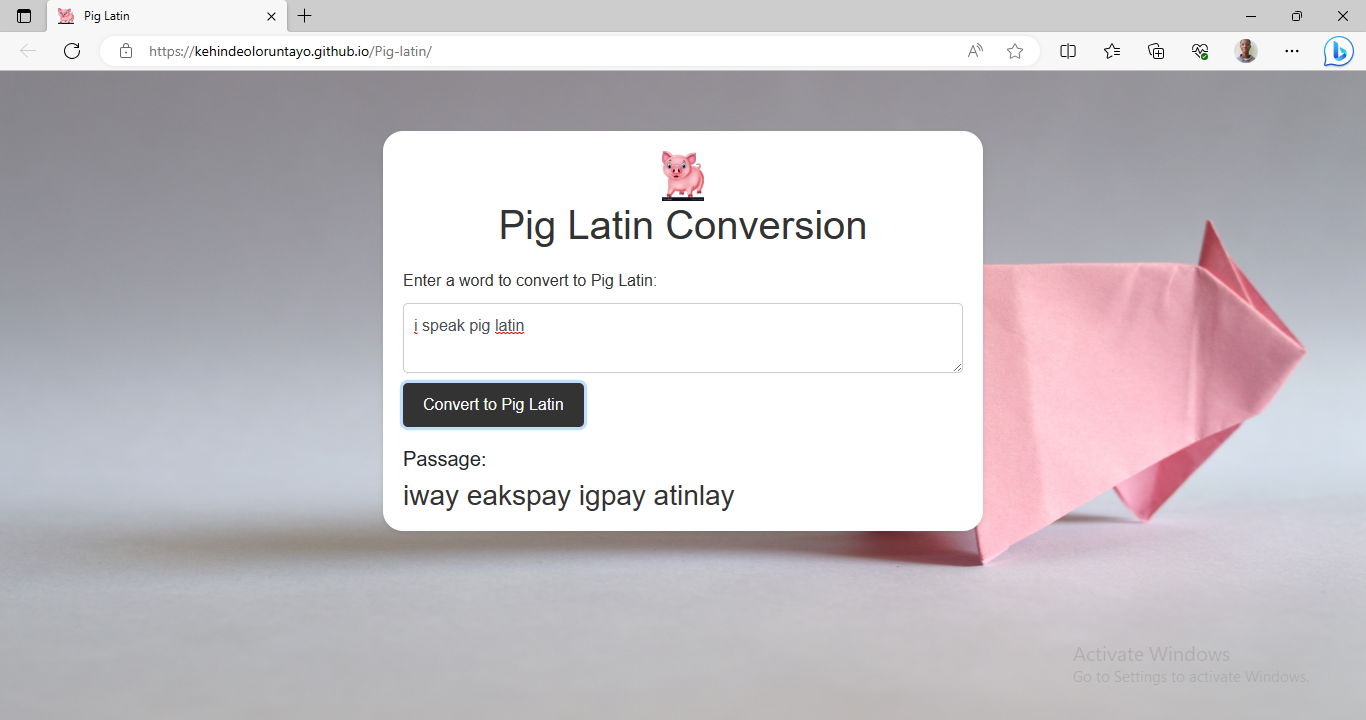 Pig Latin
https://kehindeoloruntayo.github.io/Pig-latin/
Pig Latin Conversion
Enter a word to convert to Pig Latin:
i speak pig latin
Convert to Pig Latin
Passage:
iway eakspay igpay atinlay
Activate Windows
Go to Settings to activate Windows.